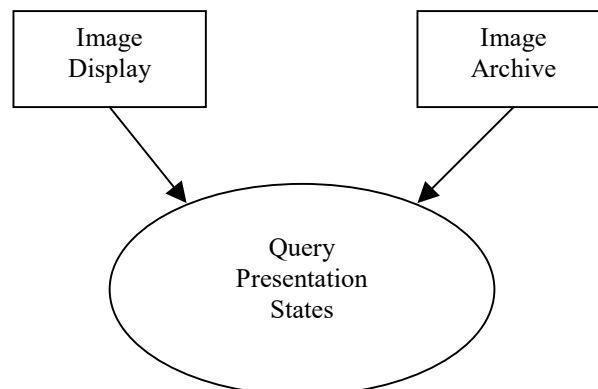 Image
Display
Image
Archive
Query
Presentation
States